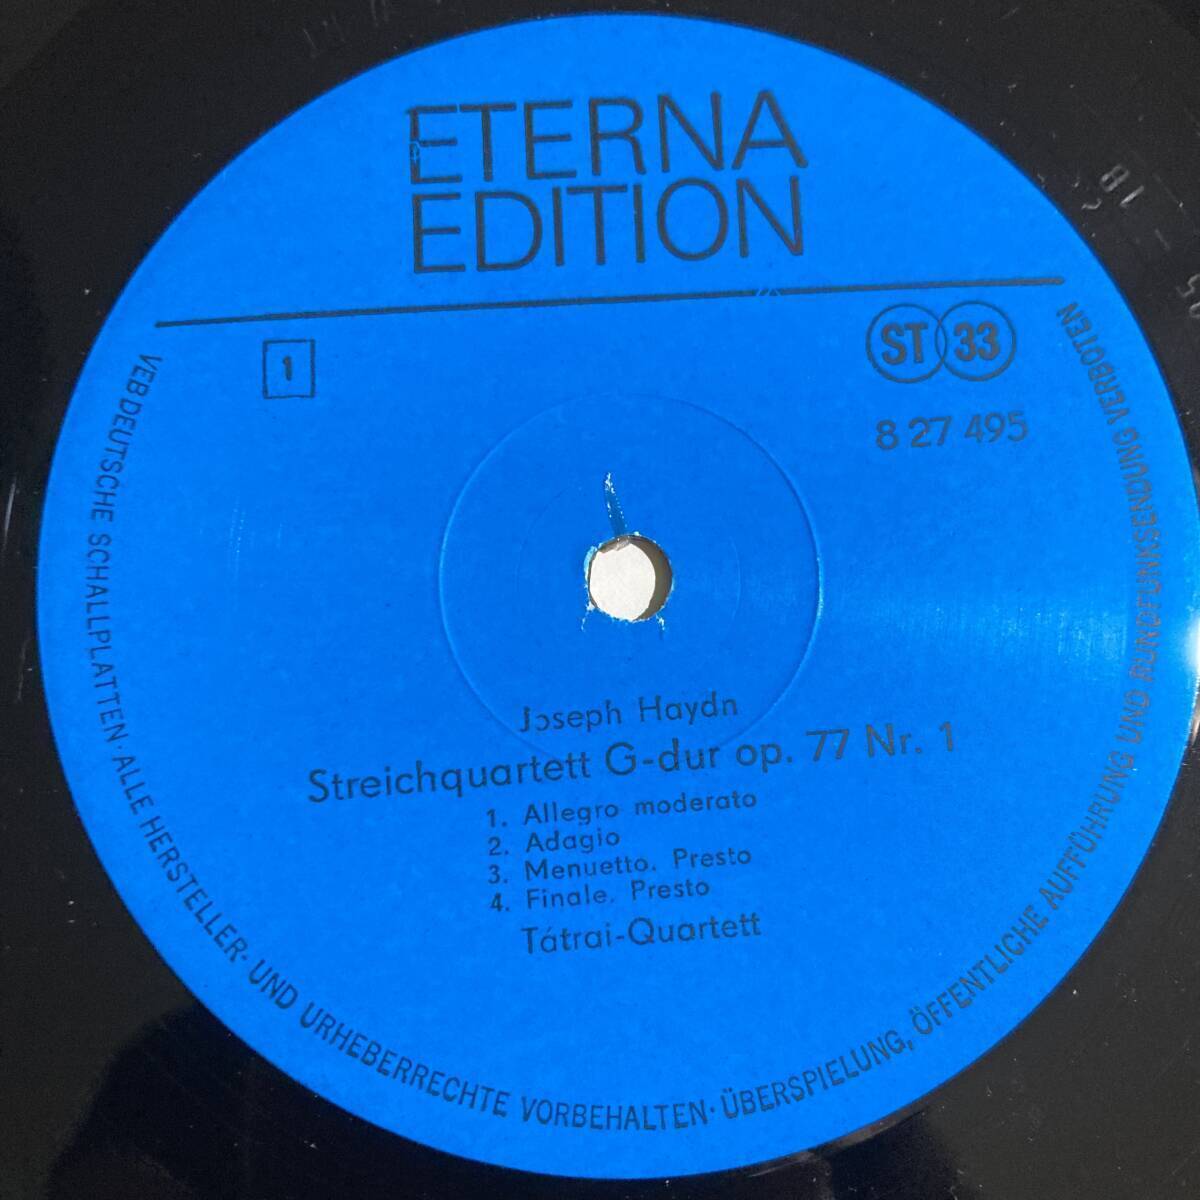 ETERNA
EDITION
1
ST 33
8 27 495
Joseph Haydn
Streichquartett G-dur op. 77 Nr. 1
1. Allegro moderato
2. Adagio
3. Menuetto. Presto
4. Finale. Presto
Tátrai-Quartett
VEB DEUTSCHE SCHALLPLATTEN · ALLE HERSTELLER- UND URHEBERRECHTE VORBEHALTEN · ÜBERSPIELUNG, ÖFFENTLICHE AUFFÜHRUNG UND RUNDFUNKSENDUNG VERBOTEN